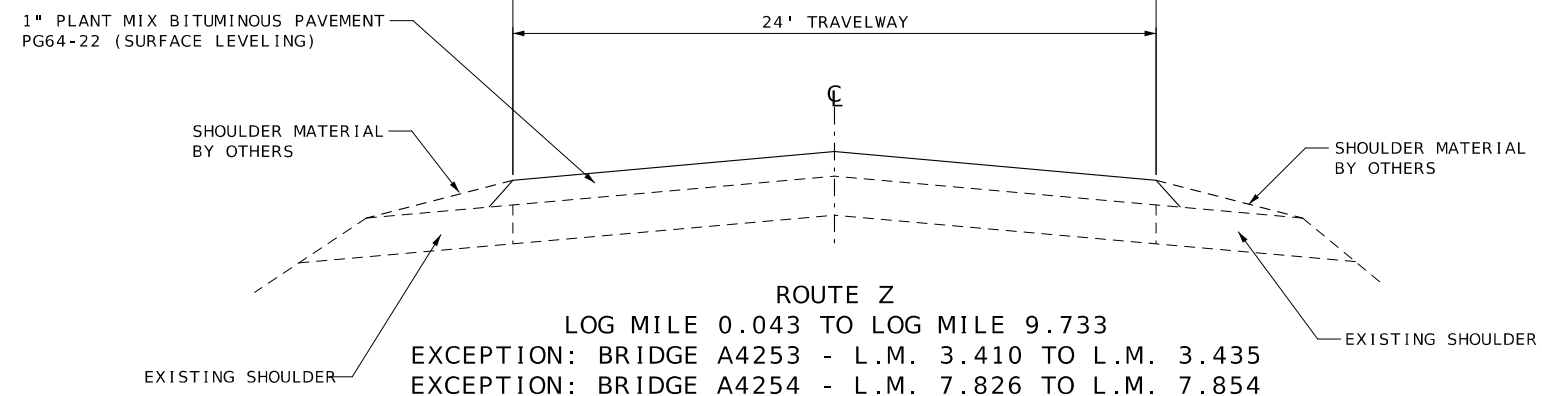 1" PLANT MIX BITUMINOUS PAVEMENT
PG64-22 (SURFACE LEVELING)
24' TRAVELWAY
℄
SHOULDER MATERIAL
BY OTHERS
SHOULDER MATERIAL
BY OTHERS
EXISTING SHOULDER
EXISTING SHOULDER
ROUTE Z
LOG MILE 0.043 TO LOG MILE 9.733
EXCEPTION: BRIDGE A4253 - L.M. 3.410 TO L.M. 3.435
EXCEPTION: BRIDGE A4254 - L.M. 7.826 TO L.M. 7.854